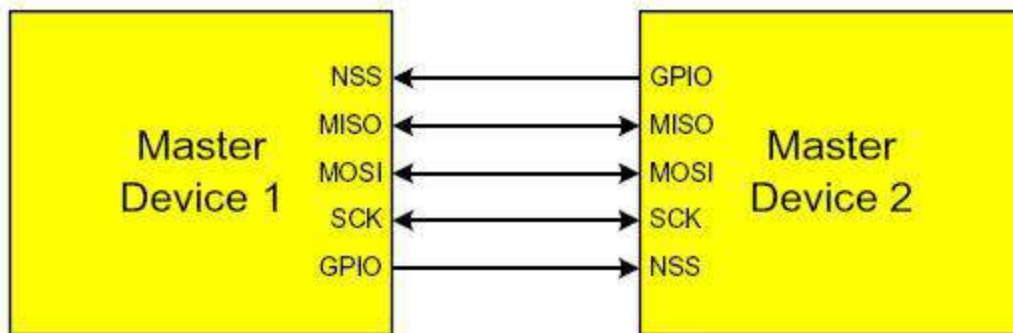 NSS GPIO
MISO MISO
Master Master
MOSI MOSI
Device 1 Device 2
SCK SCK
GPIO NSS